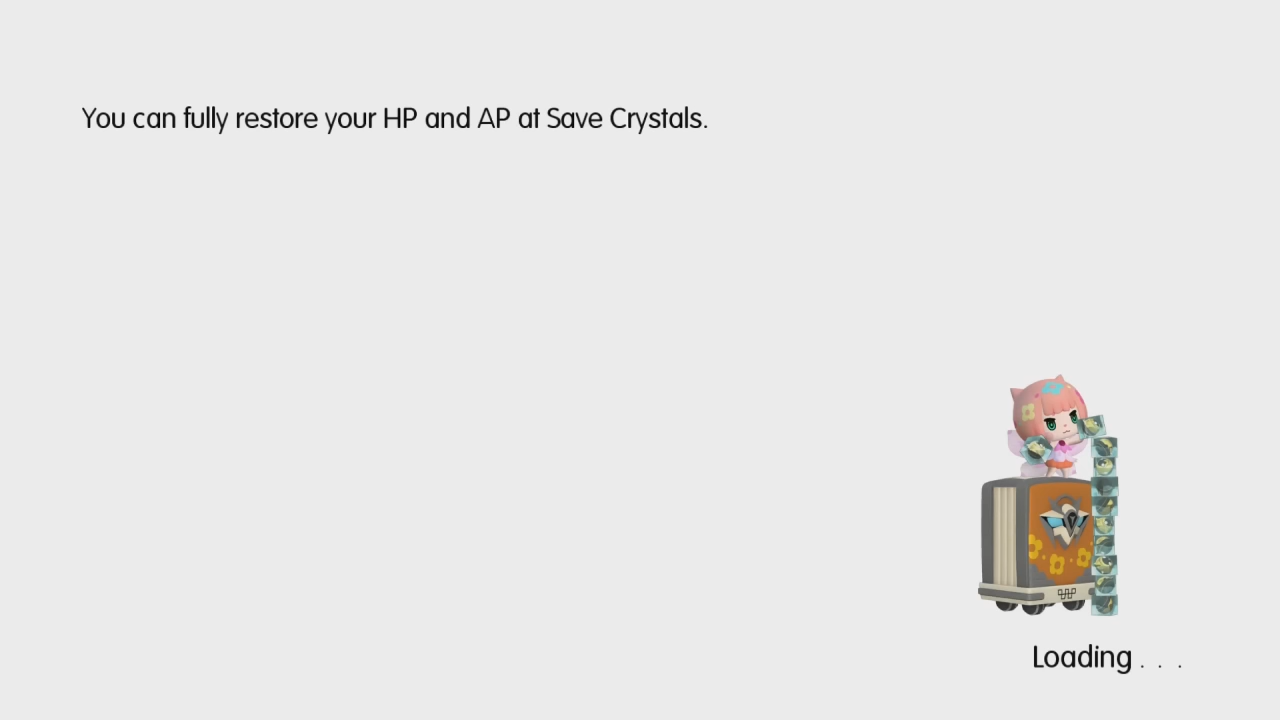 You can fully restore your HP and AP at Save Crystals.
Loading . . .